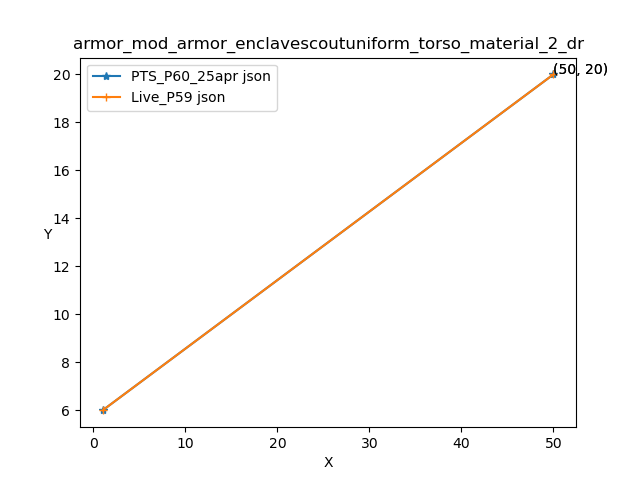 armor_mod_armor_enclavescoutuniform_torso_material_2_dr
PTS_P60_25apr json
Live_P59 json
(50, 20)
20
18
16
14
12
10
8
6
Y
0 10 20 30 40 50
X